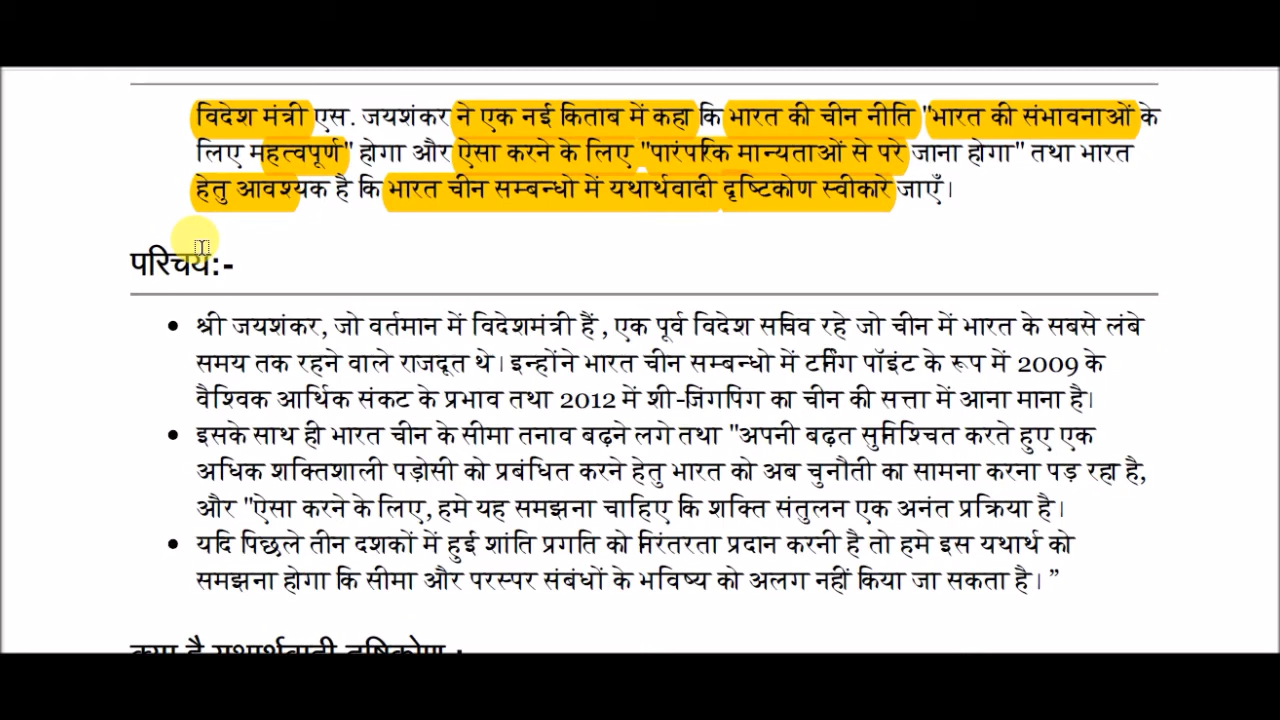 विदेश मंत्री एस. जयशंकर ने एक नई किताब में कहा कि भारत की चीन नीति "भारत की संभावनाओं के
लिए महत्वपूर्ण" होगा और ऐसा करने के लिए "पारंपरिक मान्यताओं से परे जाना होगा" तथा भारत
हेतु आवश्यक है कि भारत चीन सम्बन्धो में यथार्थवादी दृष्टिकोण स्वीकारे जाएँ।
परिचय:-
• श्री जयशंकर, जो वर्तमान में विदेशमंत्री हैं , एक पूर्व विदेश सचिव रहे जो चीन में भारत के सबसे लंबे
समय तक रहने वाले राजदूत थे। इन्होंने भारत चीन सम्बन्धो में टर्निंग पॉइंट के रूप में 2009 के
वैश्विक आर्थिक संकट के प्रभाव तथा 2012 में शी-जिंगपिंग का चीन की सत्ता में आना माना है।
• इसके साथ ही भारत चीन के सीमा तनाव बढ़ने लगे तथा "अपनी बढ़त सुनिश्चित करते हुए एक
अधिक शक्तिशाली पड़ोसी को प्रबंधित करने हेतु भारत को अब चुनौती का सामना करना पड़ रहा है,
और "ऐसा करने के लिए, हमे यह समझना चाहिए कि शक्ति संतुलन एक अनंत प्रक्रिया है।
• यदि पिछले तीन दशकों में हुई शांति प्रगति को निरंतरता प्रदान करनी है तो हमे इस यथार्थ को
समझना होगा कि सीमा और परस्पर संबंधों के भविष्य को अलग नहीं किया जा सकता है। ”
क्या है यथार्थवादी दृष्टिकोण :